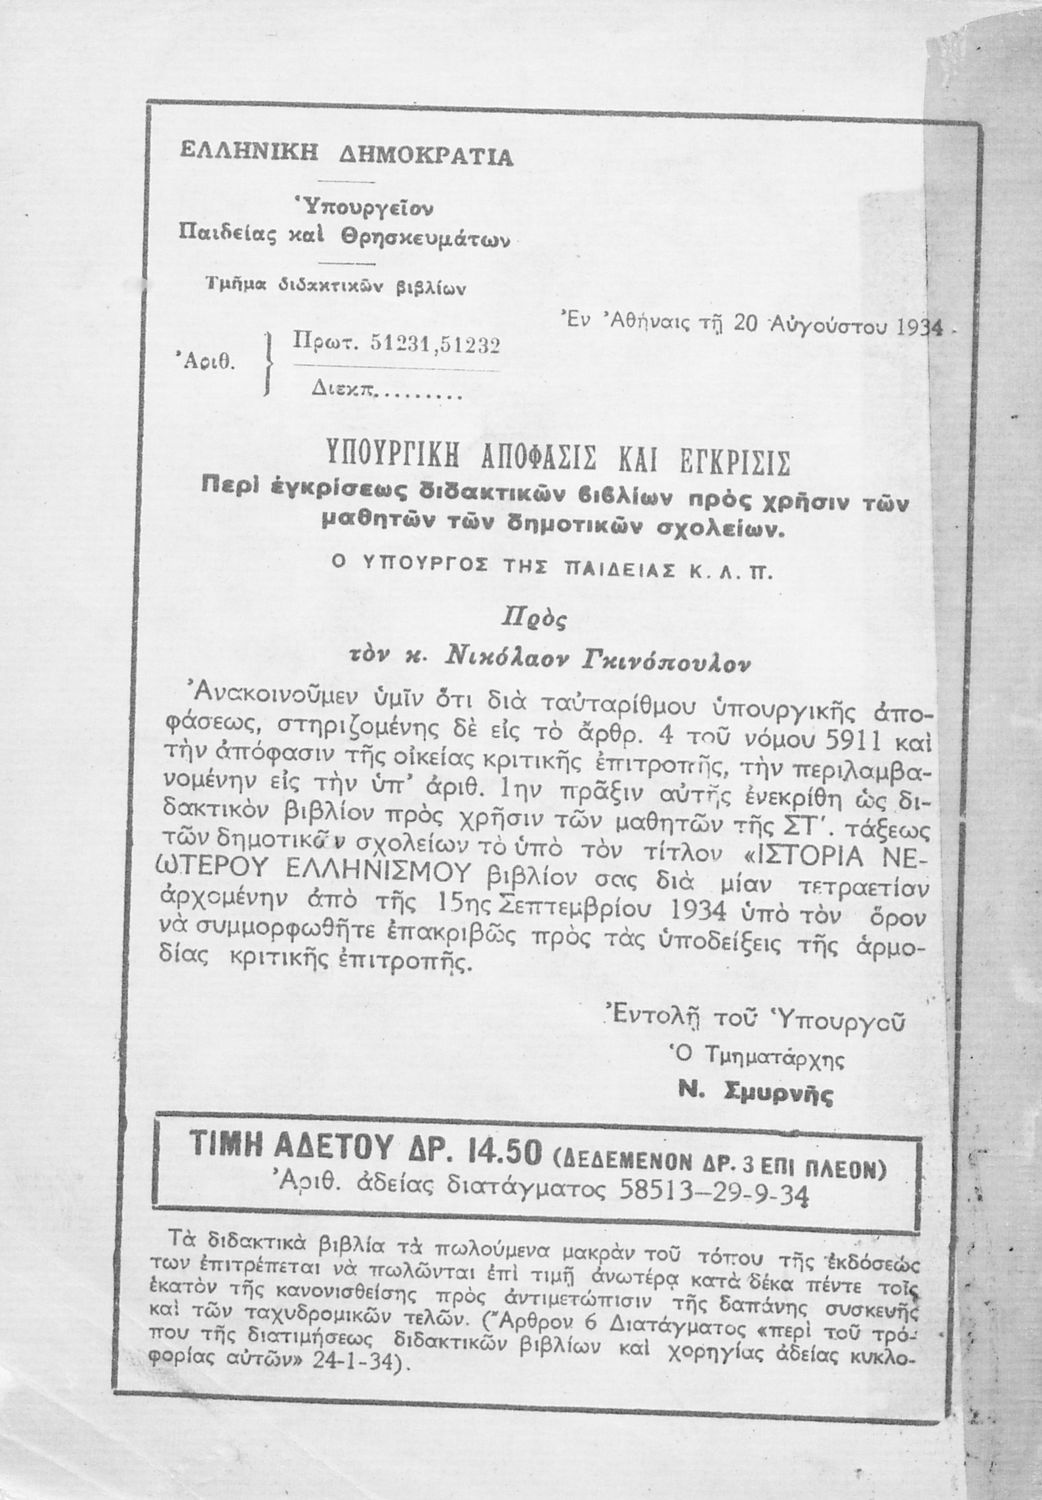 ΕΛΛΗΝΙΚΗ ΔΗΜΟΚΡΑΤΙΑ
Ὑπουργεῖον
Παιδείας καὶ Θρησκευμάτων
Τμῆμα διδακτικῶν βιβλίων
Ἐν Ἀθήναις τῇ 20 Αὐγούστου 1934.
Ἀριθ. } Πρωτ. 51231,51232
Διεκπ.........
ΥΠΟΥΡΓΙΚΗ ΑΠΟΦΑΣΙΣ ΚΑΙ ΕΓΚΡΙΣΙΣ
Περὶ ἐγκρίσεως διδακτικῶν βιβλίων πρὸς χρῆσιν τῶν
μαθητῶν τῶν δημοτικῶν σχολείων.
Ο ΥΠΟΥΡΓΟΣ ΤΗΣ ΠΑΙΔΕΙΑΣ Κ. Λ. Π.
Πρὸς
τὸν κ. Νικόλαον Γκινόπουλον
Ἀνακοινοῦμεν ὑμῖν ὅτι διὰ ταὐταρίθμου ὑπουργικῆς ἀπο-
φάσεως, στηριζομένης δὲ εἰς τὸ ἄρθρ. 4 τοῦ νόμου 5911 καὶ
τὴν ἀπόφασιν τῆς οἰκείας κριτικῆς ἐπιτροπῆς, τὴν περιλαμβα-
νομένην εἰς τὴν ὑπ' ἀριθ. 1ην πρᾶξιν αὐτῆς ἐνεκρίθη ὡς δι-
δακτικὸν βιβλίον πρὸς χρῆσιν τῶν μαθητῶν τῆς ΣΤ΄. τάξεως
τῶν δημοτικῶν σχολείων τὸ ὑπὸ τὸν τίτλον «ΙΣΤΟΡΙΑ ΝΕ-
ΩΤΕΡΟΥ ΕΛΛΗΝΙΣΜΟΥ βιβλίον σας διὰ μίαν τετραετίαν
ἀρχομένην ἀπὸ τῆς 15ης Σεπτεμβρίου 1934 ὑπὸ τὸν ὅρον
νὰ συμμορφωθῆτε ἐπακριβῶς πρὸς τὰς ὑποδείξεις τῆς ἁρμο-
δίας κριτικῆς ἐπιτροπῆς.
Ἐντολῇ τοῦ Ὑπουργοῦ
Ὁ Τμηματάρχης
Ν. Σμυρνῆς
ΤΙΜΗ ΑΔΕΤΟΥ ΔΡ. 14.50 (ΔΕΔΕΜΕΝΟΝ ΔΡ. 3 ΕΠΙ ΠΛΕΟΝ)
Ἀριθ. ἀδείας διατάγματος 58513—29-9-34
Τὰ διδακτικὰ βιβλία τὰ πωλούμενα μακρὰν τοῦ τόπου τῆς ἐκδόσεώς
των ἐπιτρέπεται νὰ πωλῶνται ἐπὶ τιμῇ ἀνωτέρᾳ κατὰ δέκα πέντε τοῖς
ἑκατὸν τῆς κανονισθείσης πρὸς ἀντιμετώπισιν τῆς δαπάνης συσκευῆς
καὶ τῶν ταχυδρομικῶν τελῶν. (Ἄρθρον 6 Διατάγματος «περὶ τοῦ τρό-
που τῆς διατιμήσεως διδακτικῶν βιβλίων καὶ χορηγίας ἀδείας κυκλο-
φορίας αὐτῶν» 24-1-34).